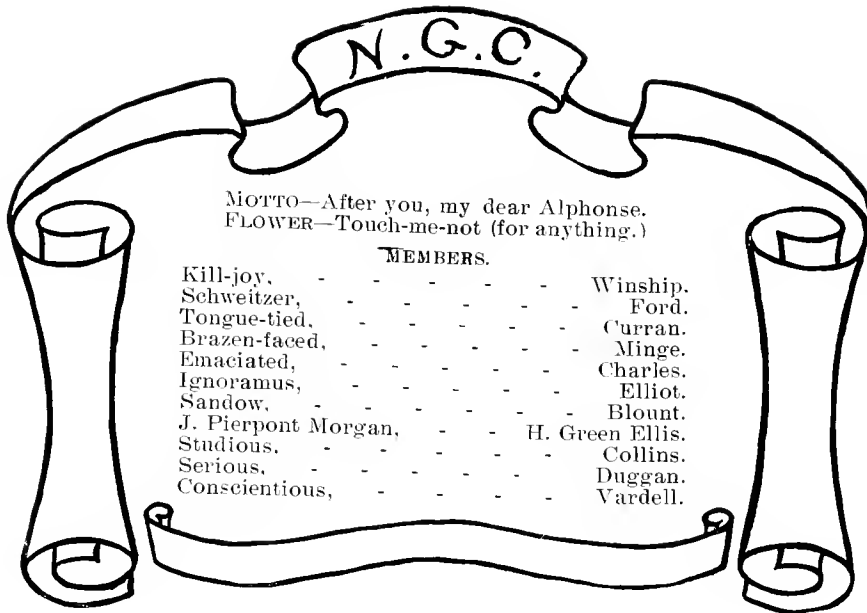 N.G.C.
MOTTO—After you, my dear Alphonse.
FLOWER—Touch-me-not (for anything.)
MEMBERS.
Kill-joy, - - - - - Winship.
Schweitzer, - - - - - Ford.
Tongue-tied, - - - - - Curran.
Brazen-faced, - - - - - Minge.
Emaciated, - - - - - Charles.
Ignoramus, - - - - - Elliot.
Sandow, - - - - - - Blount.
J. Pierpont Morgan, - - H. Green Ellis.
Studious, - - - - - Collins.
Serious, - - - - - Duggan.
Conscientious, - - - - Vardell.